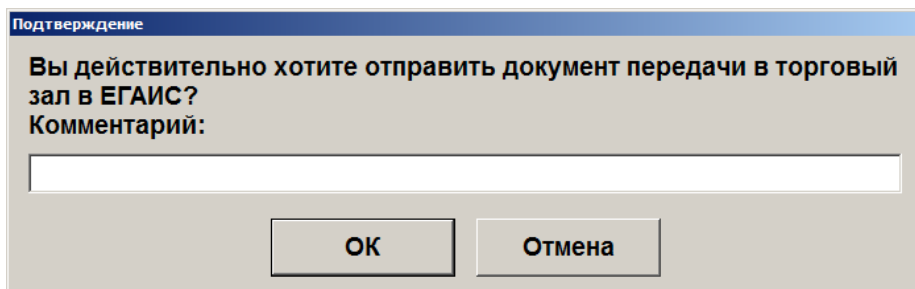 Подтверждение
Вы действительно хотите отправить документ передачи в торговый
зал в ЕГАИС?
Комментарий:
ОК
Отмена